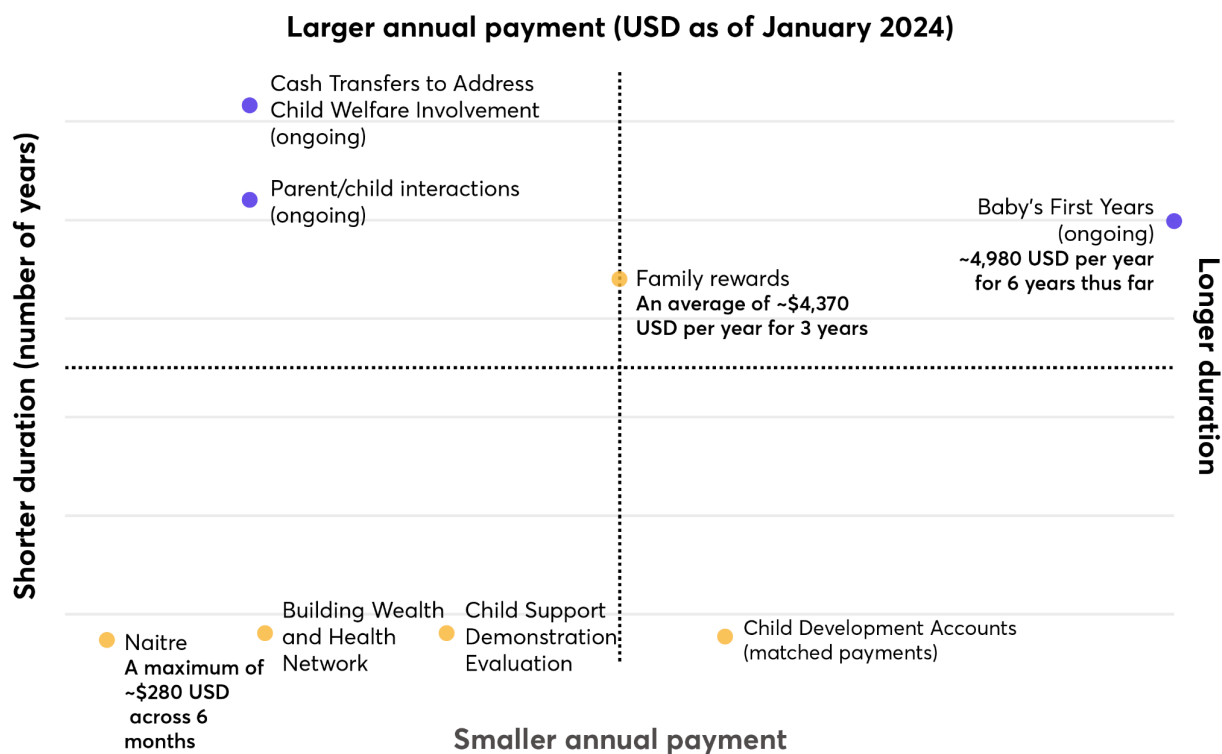 Larger annual payment (USD as of January 2024)
Cash Transfers to Address
Child Welfare Involvement
(ongoing)
Parent/child interactions
(ongoing)
Baby's First Years
(ongoing)
~4,980 USD per year
for 6 years thus far
Family rewards
An average of ~$4,370
USD per year for 3 years
Shorter duration (number of years)
Longer duration
Naitre
A maximum of
~$280 USD
across 6
months
Building Wealth
and Health
Network
Child Support
Demonstration
Evaluation
Child Development Accounts
(matched payments)
Smaller annual payment